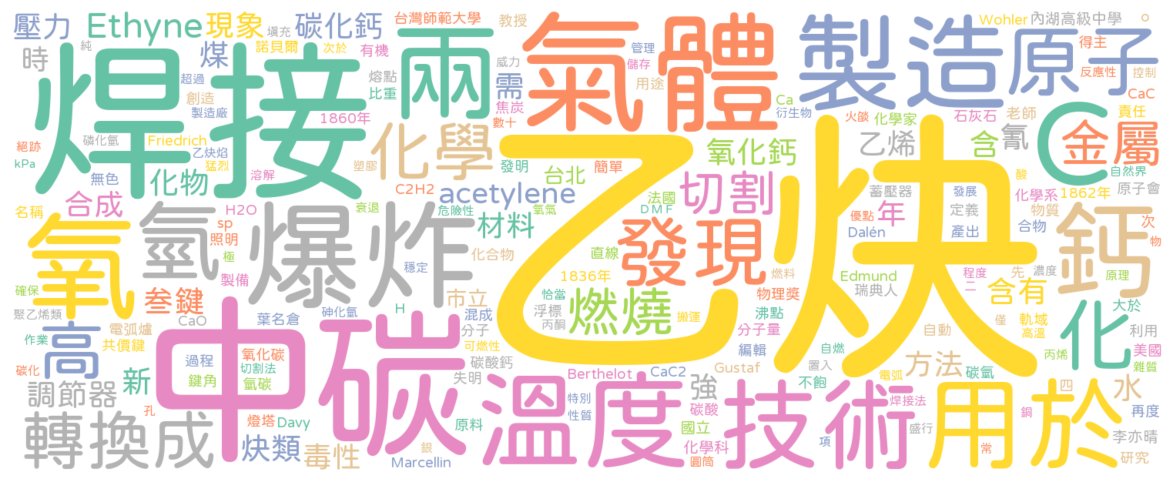 壓力
Ethyne
現象
填充
碳化鈣
台灣師範大學
教授
Wohler
內湖高級中學
時
純
諾貝爾
次於
煤
有機
兩
氣體
製造
原子
得主
反應性
控制
焊接
超過
創造
製造廠
熔點
比重
1860年
需
焦炭
數十
威力
管理
儲存
用途
Ca
衍生物
火燄
化學家
石灰石
老師
CaC
責任
C
金屬
磷化氫
Friedrich
絕跡
kPa
乙炔焰
猛烈
無色
溶解
化物
塑膠
化學
C2H2
發明
簡單
氧化鈣
乙烯
含
氰
自然界
原子會
酸
合成
H2O
sp
照明
極
衰退
acetylene
台北
危險性
氧氣
法國
DMF
切割
蓄壓器
優點
年
Dalén
發展
定義
產出
化學系
物質
合物
1862年
名稱
氧
氫
爆炸
製備
穩定
化合物
材料
直線
1836年
發現
乙炔
鈣
次
物
燃料
Edmund
瑞典人
程度
二
先
濃度
含有
原理
確保
聚乙烯類
作業
碳化
高
叁鍵
CaO
電弧爐
共價鍵
葉名倉
砷化氫
H
市立
混成
分子
可燃性
恰當
浮標
丙酮
燃燒
搬運
物理獎
沸點
分子量
編輯
自動
自燃
僅
軌域
高溫
丙烯
化
大於
利用
美國
雜質
新
過程
鍵角
氧化碳
切割法
氫碳
中
碳
碳酸鈣
失明
Berthelot
CaC2
Gustaf
置入
不飽
方法
電弧
碳氫
焊接法
四
鋼
水
再度
調節器
轉換成
孔
燈塔
Davy
炔類
毒性
銀
Marcellin
原料
溫度
特別
性質
強
碳酸
國立
化學科
圓筒
技術
項
盛行
常
用於
李亦晴
研究